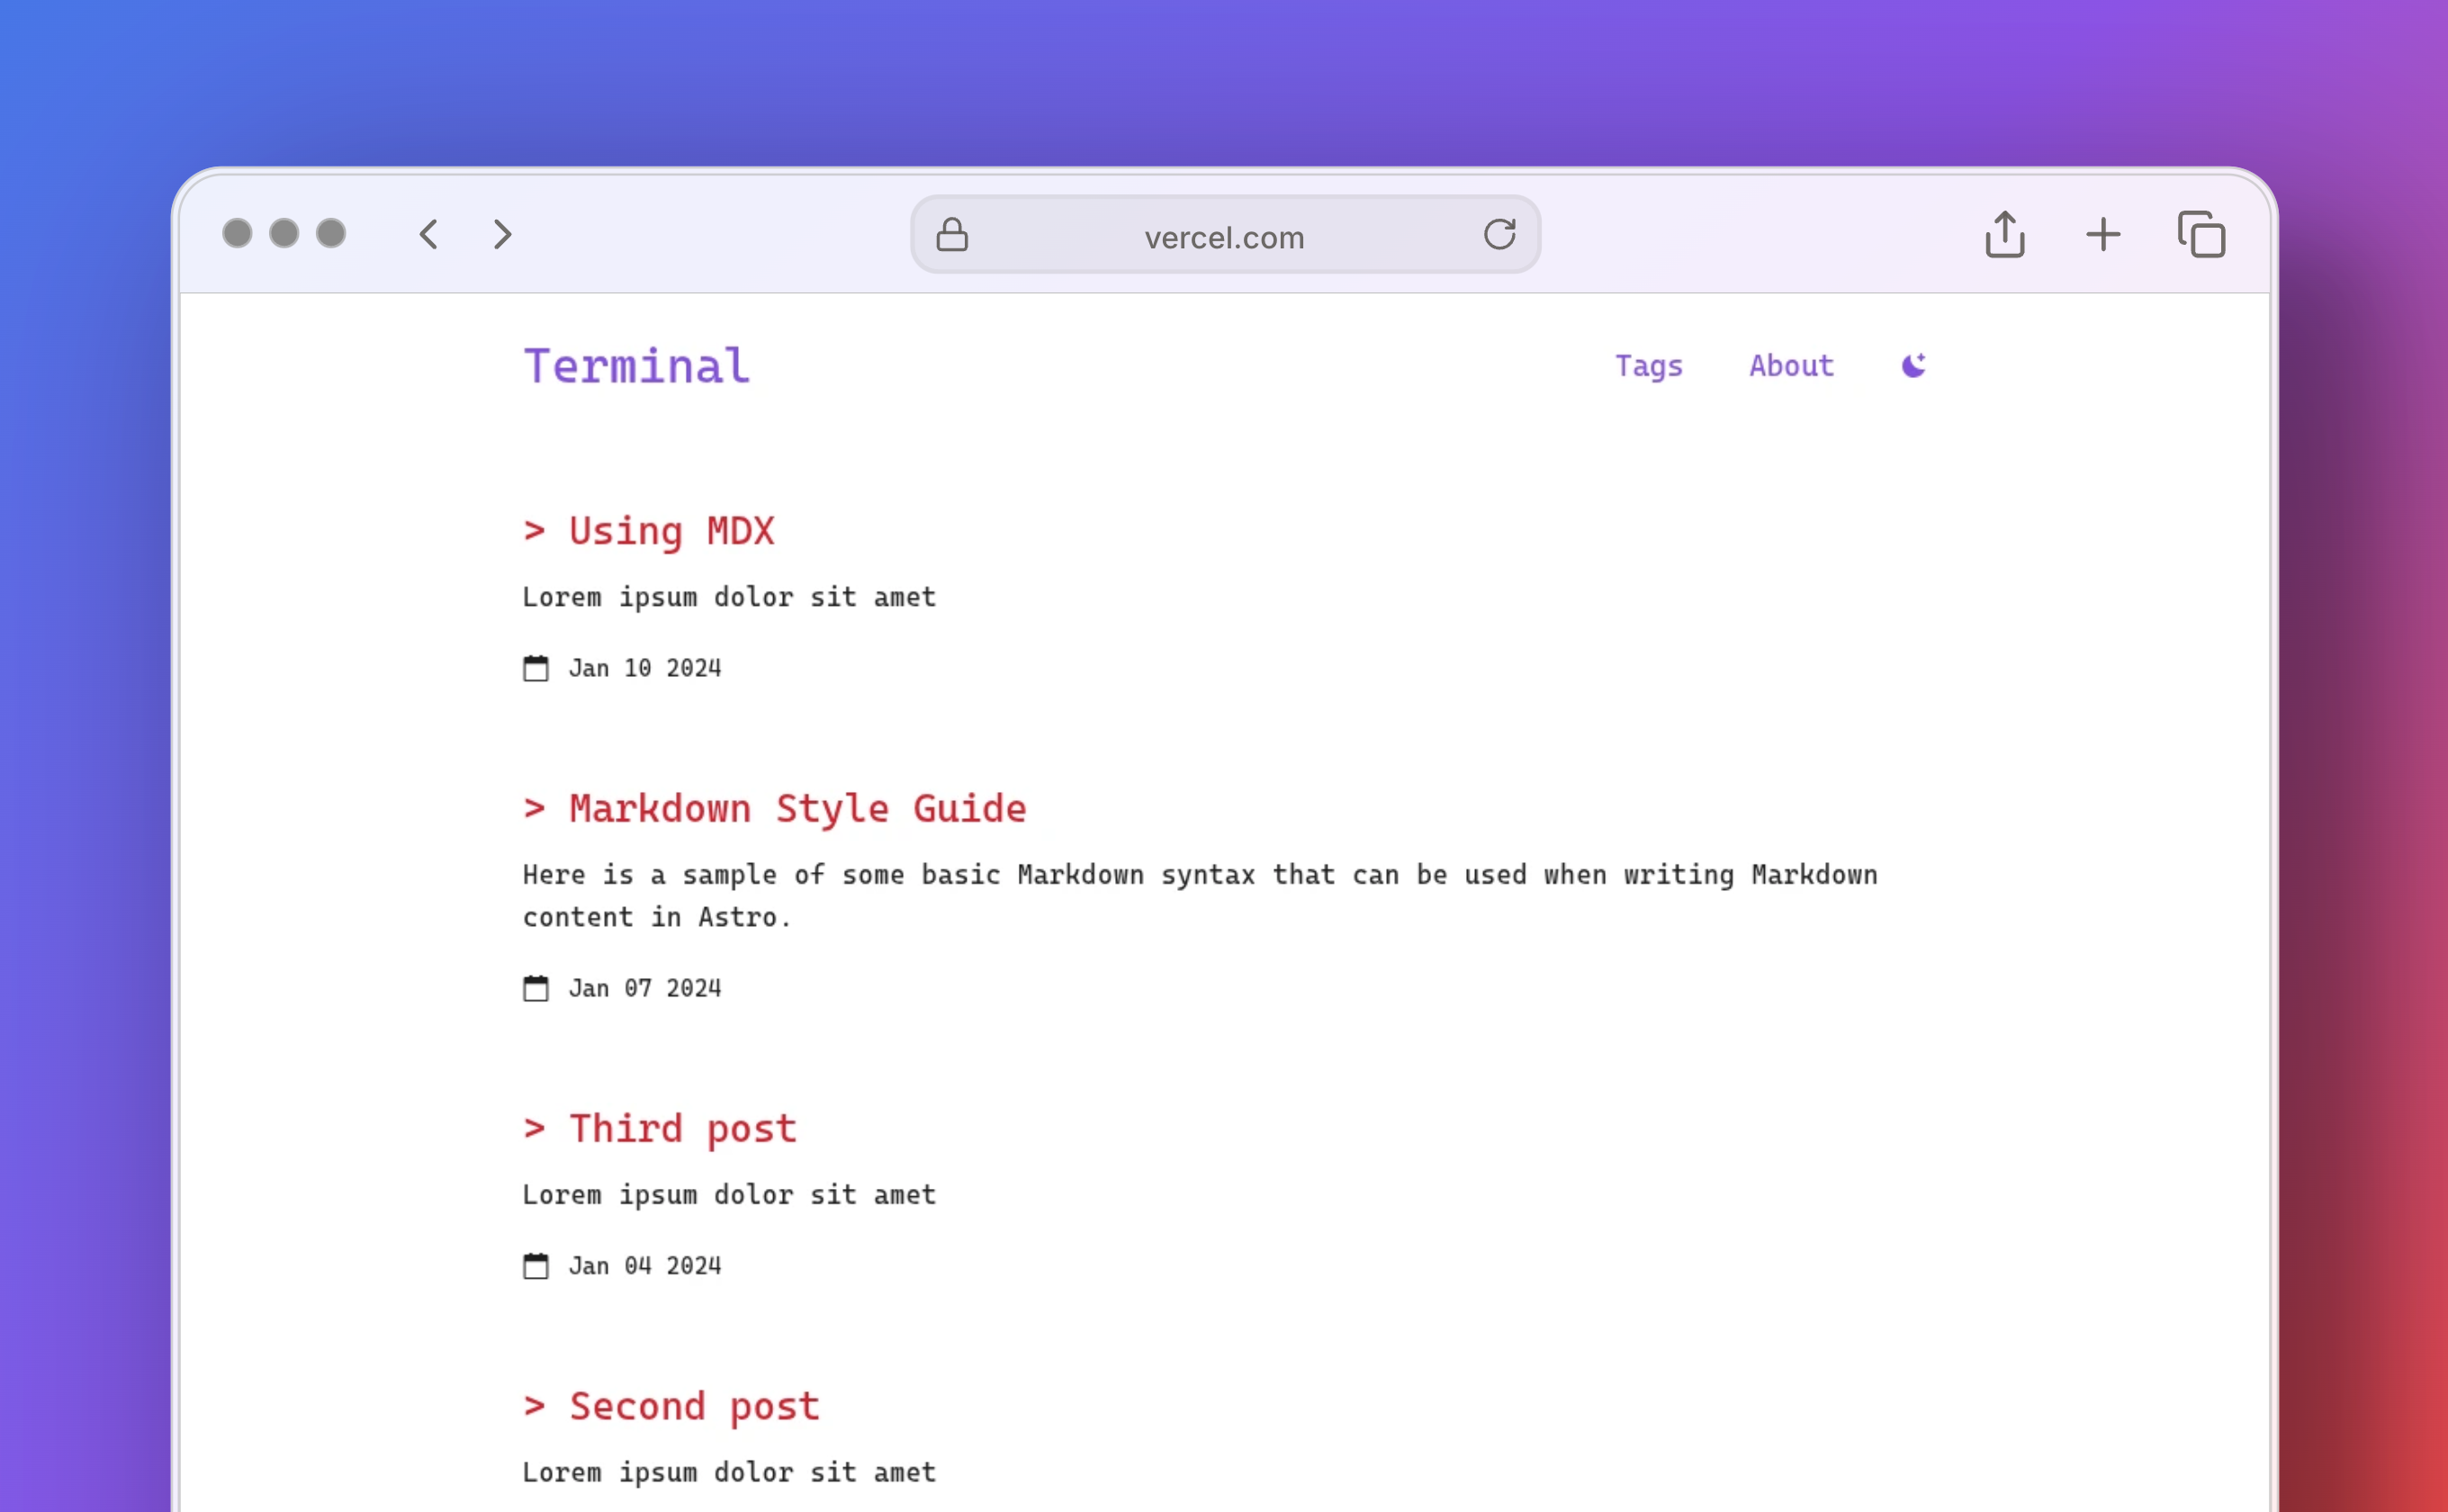 vercel.com
Terminal
Tags About
> Using MDX
Lorem ipsum dolor sit amet
Jan 10 2024
> Markdown Style Guide
Here is a sample of some basic Markdown syntax that can be used when writing Markdown
content in Astro.
Jan 07 2024
> Third post
Lorem ipsum dolor sit amet
Jan 04 2024
> Second post
Lorem ipsum dolor sit amet